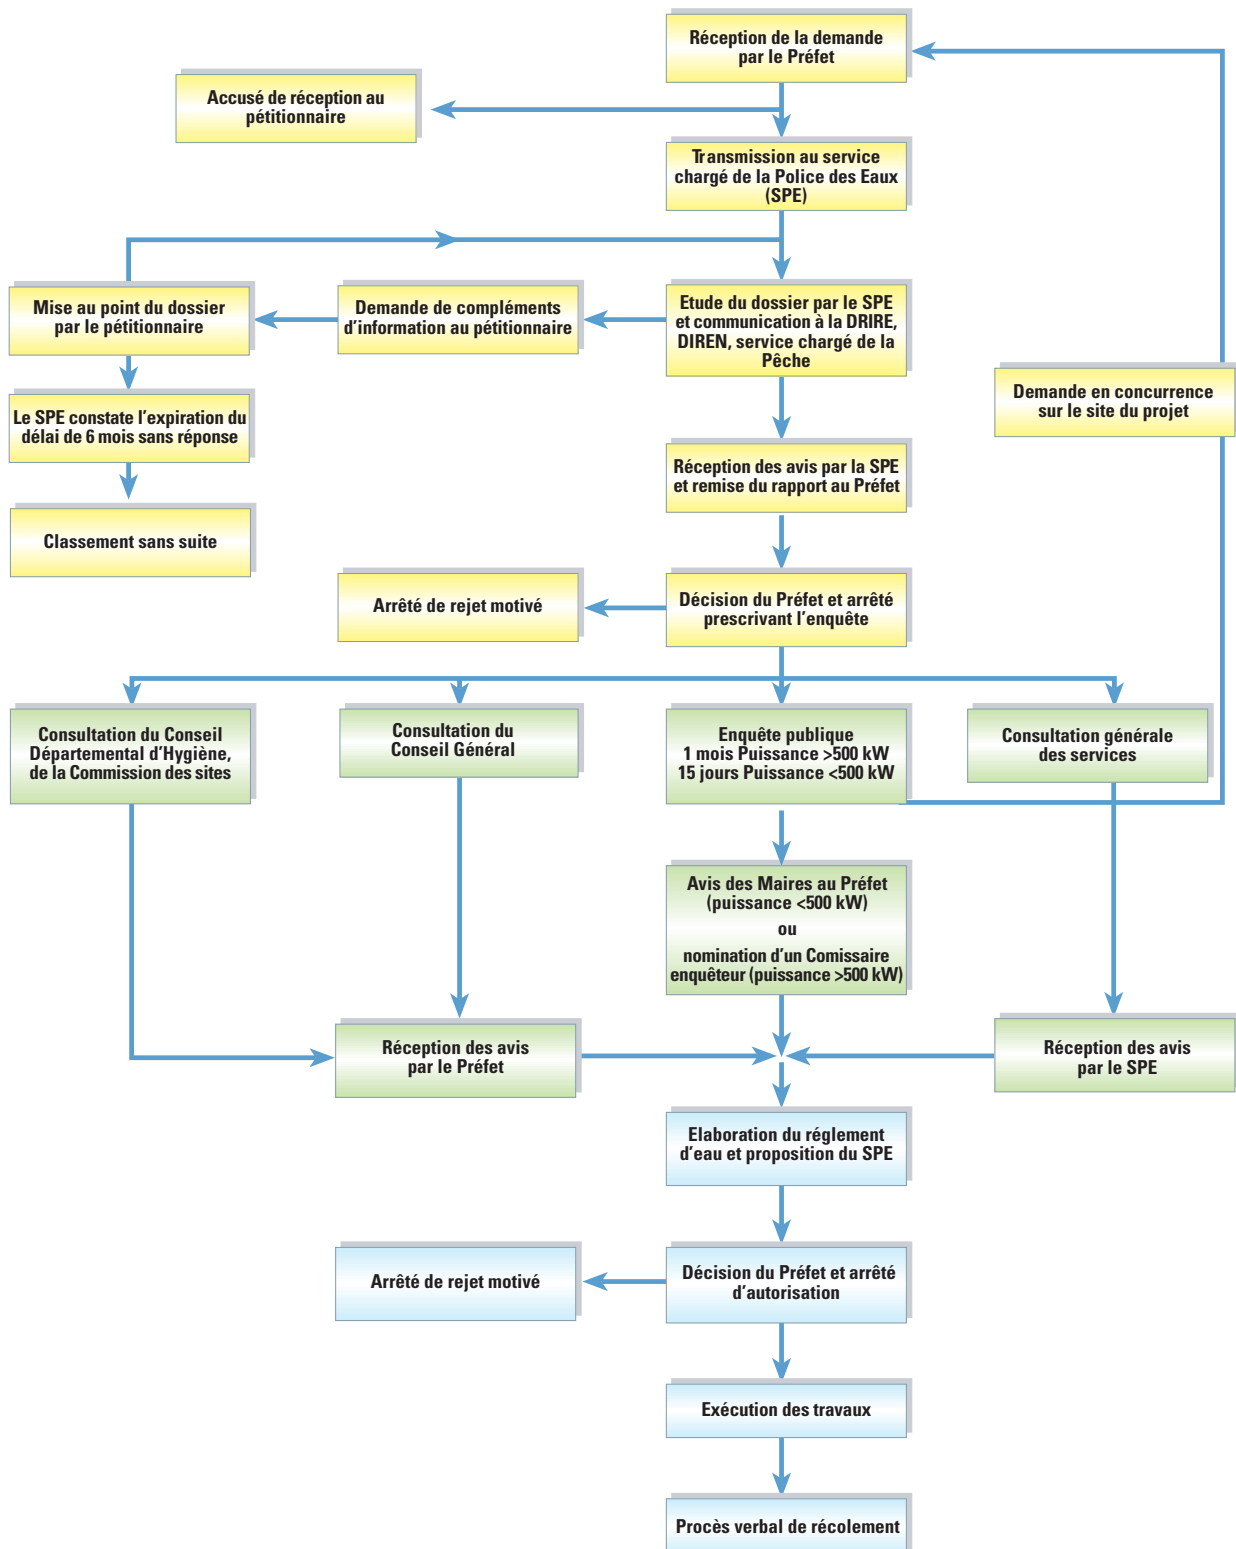 Réception de la demande
par le Préfet
Accusé de réception au
pétitionnaire
Transmission au service
chargé de la Police des Eaux
(SPE)
Mise au point du dossier
par le pétitionnaire
Demande de compléments
d'information au pétitionnaire
Etude du dossier par le SPE
et communication à la DRIRE,
DIREN, service chargé de la
Pêche
Demande en concurrence
sur le site du projet
Le SPE constate l'expiration du
délai de 6 mois sans réponse
Réception des avis par la SPE
et remise du rapport au Préfet
Classement sans suite
Arrêté de rejet motivé
Décision du Préfet et arrêté
prescrivant l'enquête
Consultation du Conseil
Départemental d'Hygiène,
de la Commission des sites
Consultation du
Conseil Général
Enquête publique
1 mois Puissance >500 kW
15 jours Puissance <500 kW
Consultation générale
des services
Avis des Maires au Préfet
(puissance <500 kW)
ou
nomination d'un Comissaire
enquêteur (puissance >500 kW)
Réception des avis
par le Préfet
Réception des avis
par le SPE
Elaboration du réglement
d'eau et proposition du SPE
Arrêté de rejet motivé
Décision du Préfet et arrêté
d'autorisation
Exécution des travaux
Procès verbal de récolement